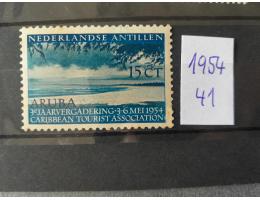 NEDERLANDSE ANTILLEN
15 CT
ARUBA
3e JAARVERGADERING·3-6 MEI 1954
CARIBBEAN TOURIST ASSOCIATION
1954
41